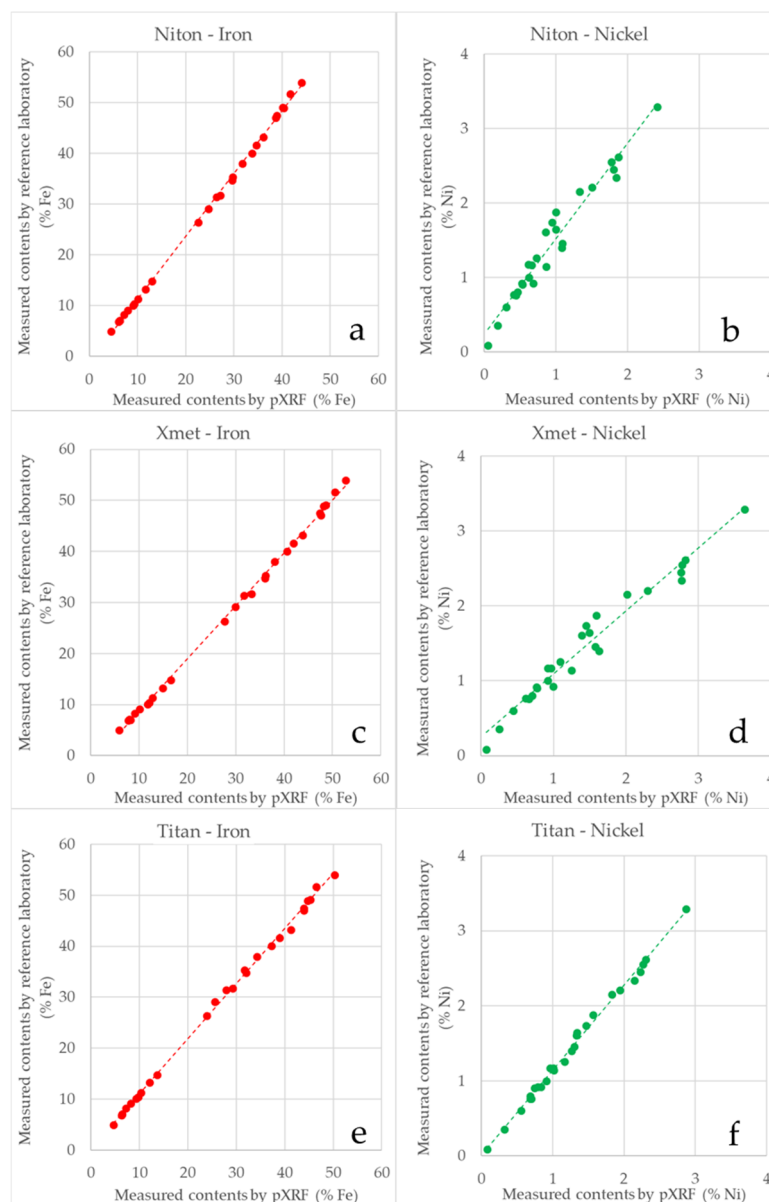 Niton - Iron
60
50
40
30
20
10
0
Measured contents by reference laboratory
(% Fe)
0 10 20 30 40 50 60
Measured contents by pXRF (% Fe)
a
Niton - Nickel
4
3
2
1
0
Measurad contents by reference laboratory
(% Ni)
0 1 2 3 4
Measured contents by pXRF (% Ni)
b
Xmet - Iron
60
50
40
30
20
10
0
Measured contents by reference laboratory
(% Fe)
0 10 20 30 40 50 60
Measured contents by pXRF (% Fe)
c
Xmet - Nickel
4
3
2
1
0
Measurad contents by reference laboratory
(% Ni)
0 1 2 3 4
Measured contents by pXRF (% Ni)
d
Titan - Iron
60
50
40
30
20
10
0
Measured contents by reference laboratory
(% Fe)
0 10 20 30 40 50 60
Measured contents by pXRF (% Fe)
e
Titan - Nickel
4
3
2
1
0
Measurad contents by reference laboratory
(% Ni)
0 1 2 3 4
Measured contents by pXRF (% Ni)
f